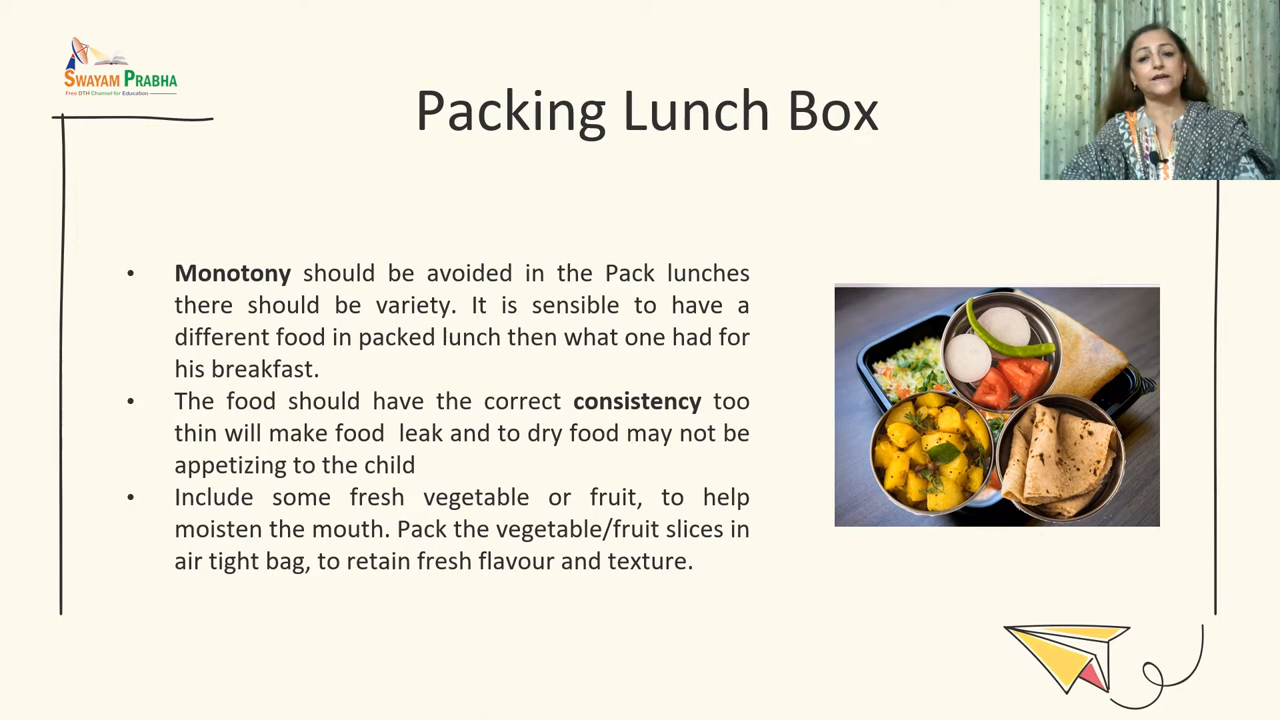 SWAYAM PRABHA
Free DTH Channel for Education
Packing Lunch Box
• Monotony should be avoided in the Pack lunches
there should be variety. It is sensible to have a
different food in packed lunch then what one had for
his breakfast.
• The food should have the correct consistency too
thin will make food leak and to dry food may not be
appetizing to the child
• Include some fresh vegetable or fruit, to help
moisten the mouth. Pack the vegetable/fruit slices in
air tight bag, to retain fresh flavour and texture.